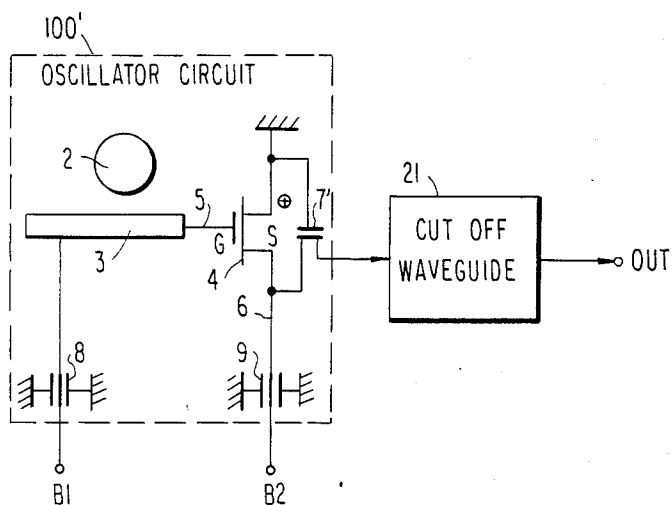 100'
OSCILLATOR CIRCUIT
2
3
5
G
S
4
⊕
7'
6
8
9
B1
B2
21
CUT OFF
WAVEGUIDE
OUT